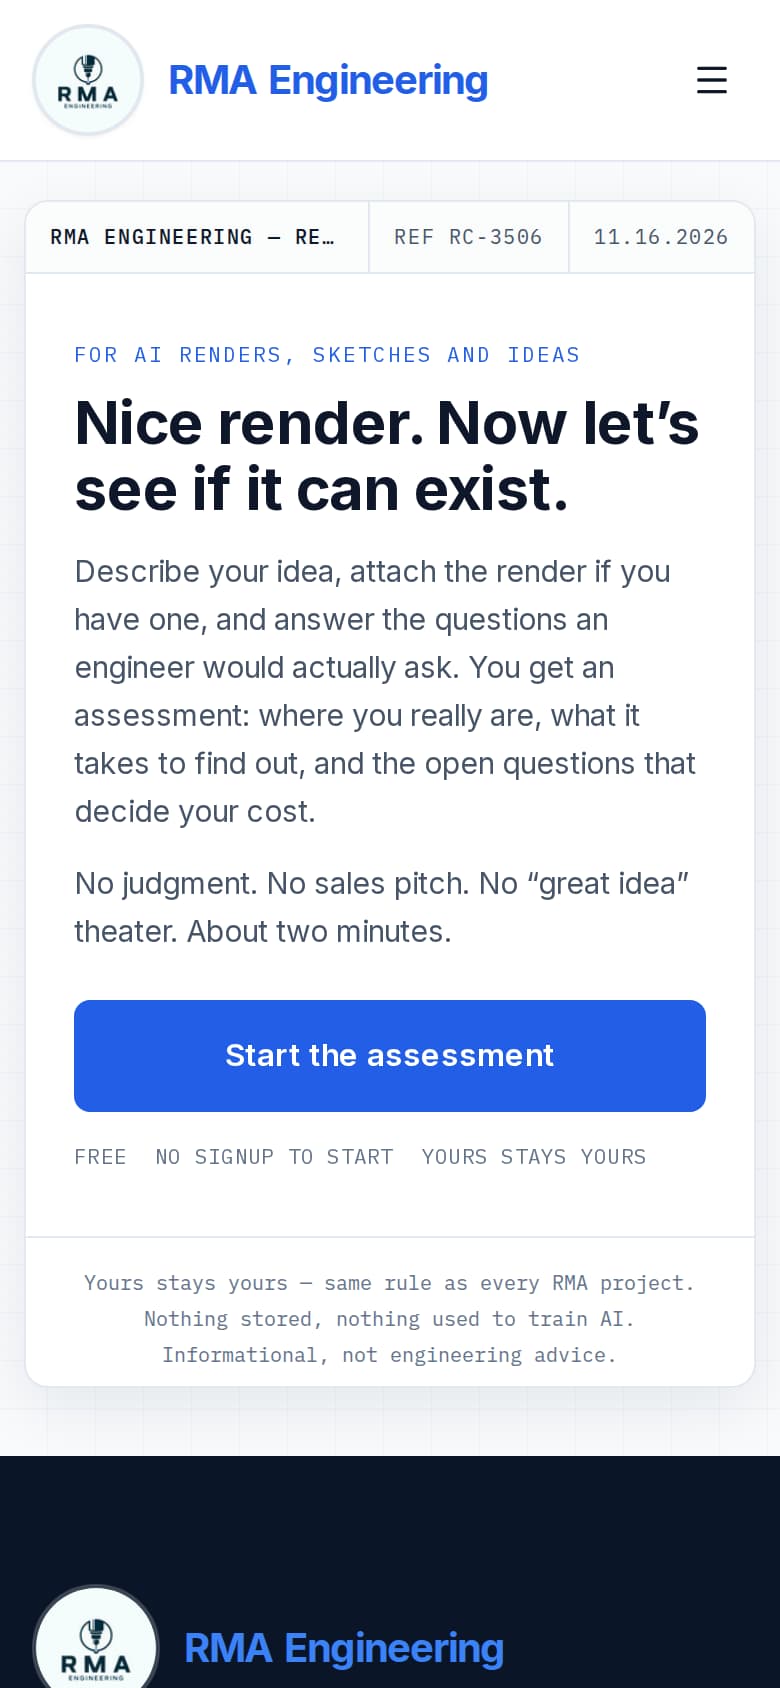 RMA
ENGINEERING
RMA Engineering
RMA ENGINEERING — RE…
REF RC-3506
11.16.2026
FOR AI RENDERS, SKETCHES AND IDEAS
Nice render. Now let’s
see if it can exist.
Describe your idea, attach the render if you
have one, and answer the questions an
engineer would actually ask. You get an
assessment: where you really are, what it
takes to find out, and the open questions that
decide your cost.
No judgment. No sales pitch. No “great idea”
theater. About two minutes.
Start the assessment
FREE NO SIGNUP TO START YOURS STAYS YOURS
Yours stays yours — same rule as every RMA project.
Nothing stored, nothing used to train AI.
Informational, not engineering advice.
RMA
ENGINEERING
RMA Engineering